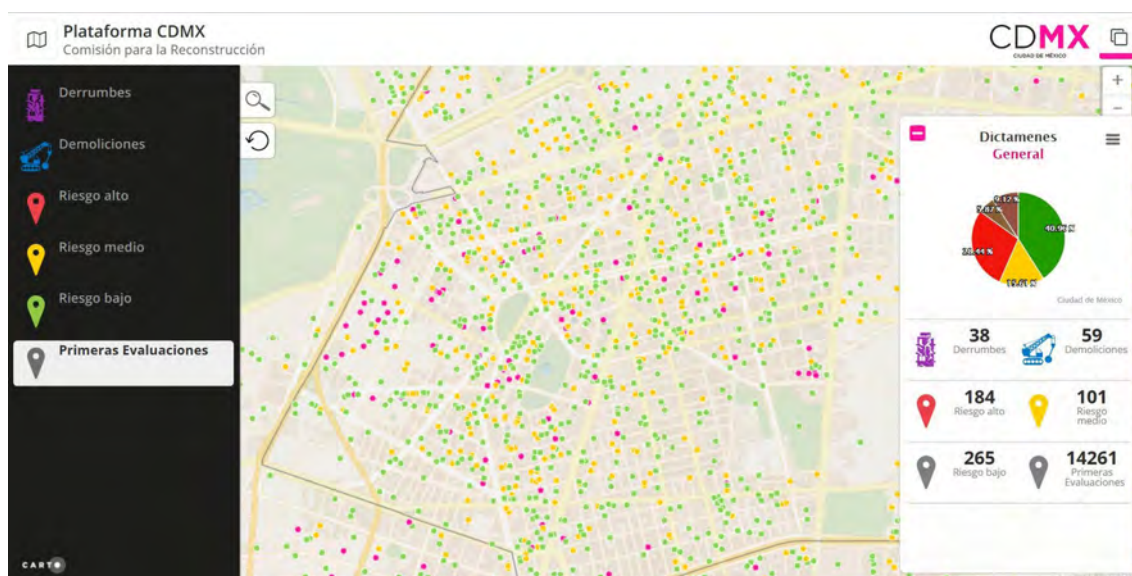 Plataforma CDMX
Comisión para la Reconstrucción
CDMX
CIUDAD DE MÉXICO
Derrumbes
Demoliciones
Riesgo alto
Riesgo medio
Riesgo bajo
Primeras Evaluaciones
CARTO
+
-
Dictamenes
General
9.12 %
40.96 %
Ciudad de México
38
Derrumbes
59
Demoliciones
184
Riesgo alto
101
Riesgo
medio
265
Riesgo bajo
14261
Primeras
Evaluaciones